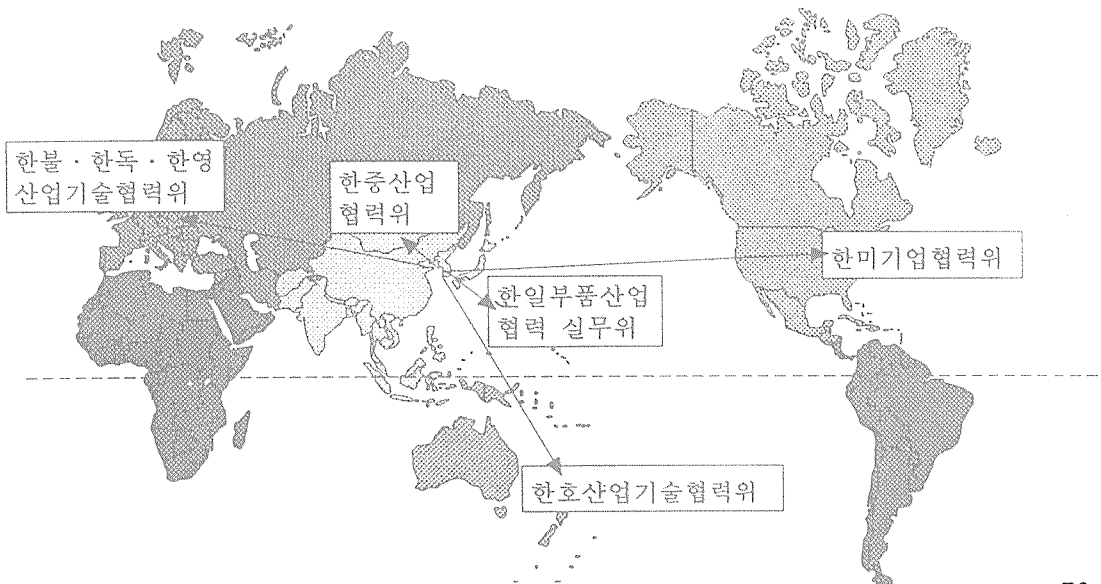 한불 · 한독 · 한영
산업기술협력위
한중산업
협력위
한미기업협력위
한일부품산업
협력 실무위
한호산업기술협력위